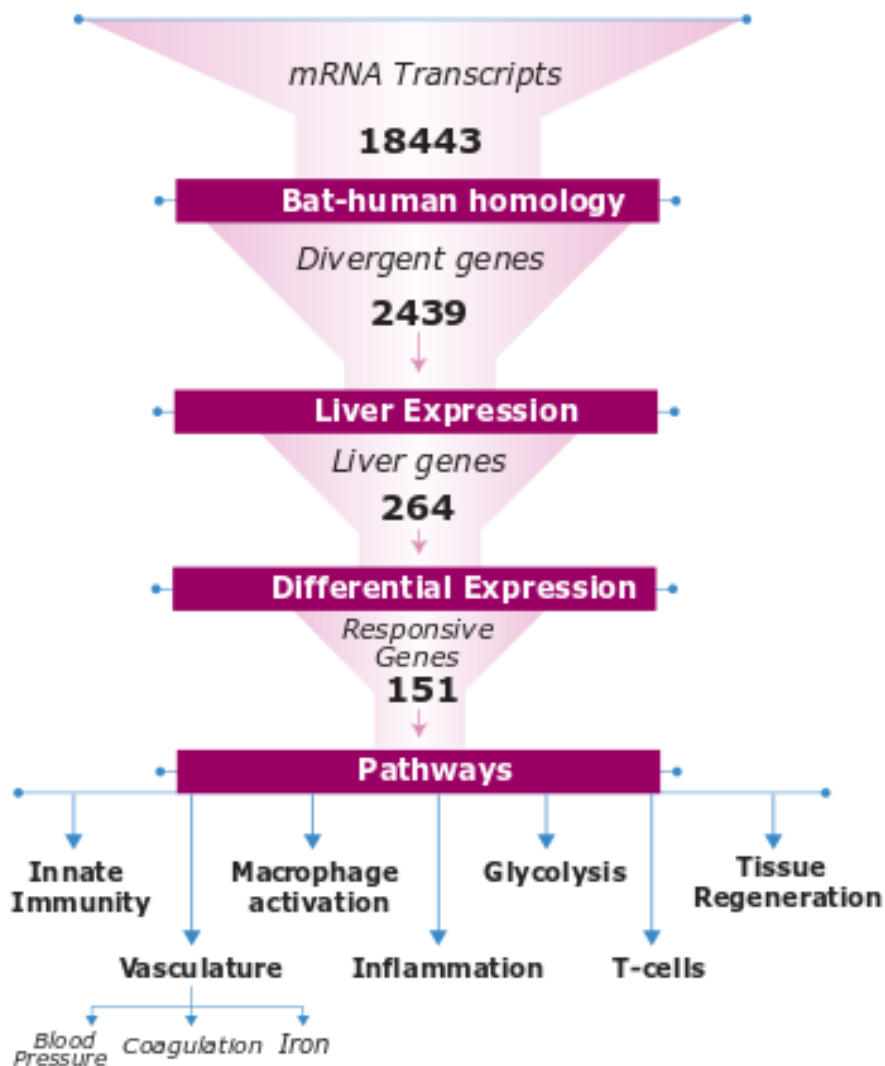 mRNA Transcripts
18443
Bat-human homology
Divergent genes
2439
Liver Expression
Liver genes
264
Differential Expression
Responsive
Genes
151
Pathways
Innate
Immunity
Macrophage
activation
Glycolysis
Tissue
Regeneration
Vasculature
Inflammation
T-cells
Blood
Pressure
Coagulation
Iron